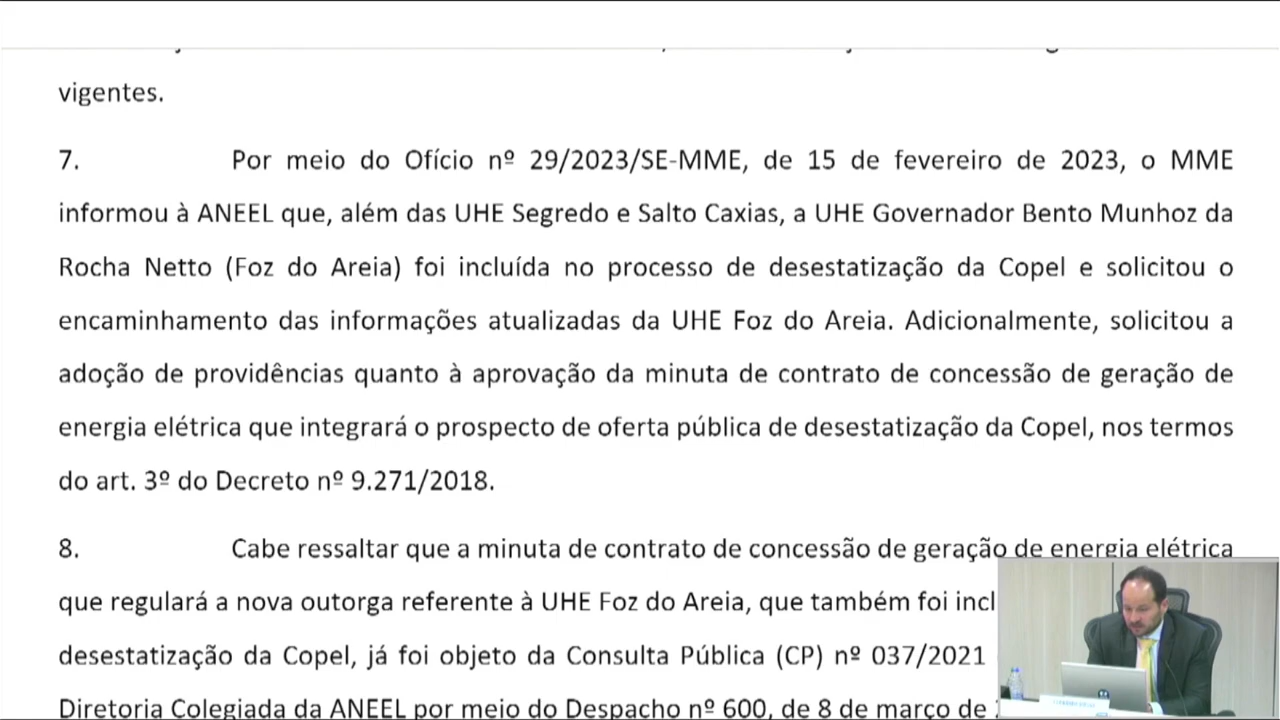 vigentes.
7. Por meio do Ofício nº 29/2023/SE-MME, de 15 de fevereiro de 2023, o MME
informou à ANEEL que, além das UHE Segredo e Salto Caxias, a UHE Governador Bento Munhoz da
Rocha Netto (Foz do Areia) foi incluída no processo de desestatização da Copel e solicitou o
encaminhamento das informações atualizadas da UHE Foz do Areia. Adicionalmente, solicitou a
adoção de providências quanto à aprovação da minuta de contrato de concessão de geração de
energia elétrica que integrará o prospecto de oferta pública de desestatização da Copel, nos termos
do art. 3º do Decreto nº 9.271/2018.
8. Cabe ressaltar que a minuta de contrato de concessão de geração de energia elétrica
que regulará a nova outorga referente à UHE Foz do Areia, que também foi incl
desestatização da Copel, já foi objeto da Consulta Pública (CP) nº 037/2021
Diretoria Colegiada da ANEEL por meio do Despacho nº 600, de 8 de março de